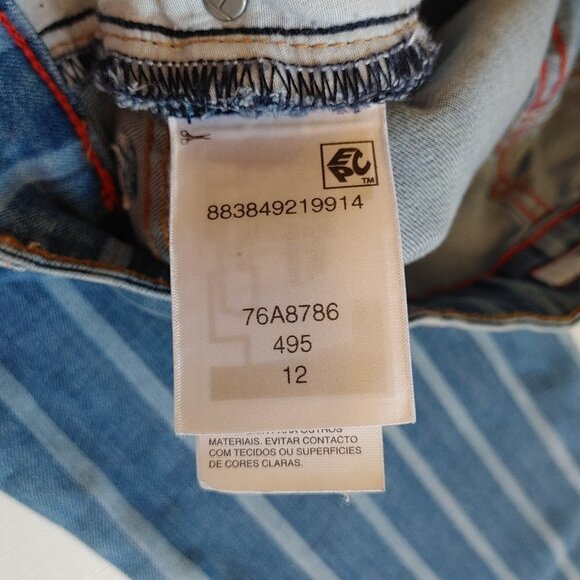 EPC
TM
883849219914
76A8786
495
12
MATERIAIS. EVITAR CONTACTO
COM TECIDOS OU SUPERFICIES
DE CORES CLARAS.